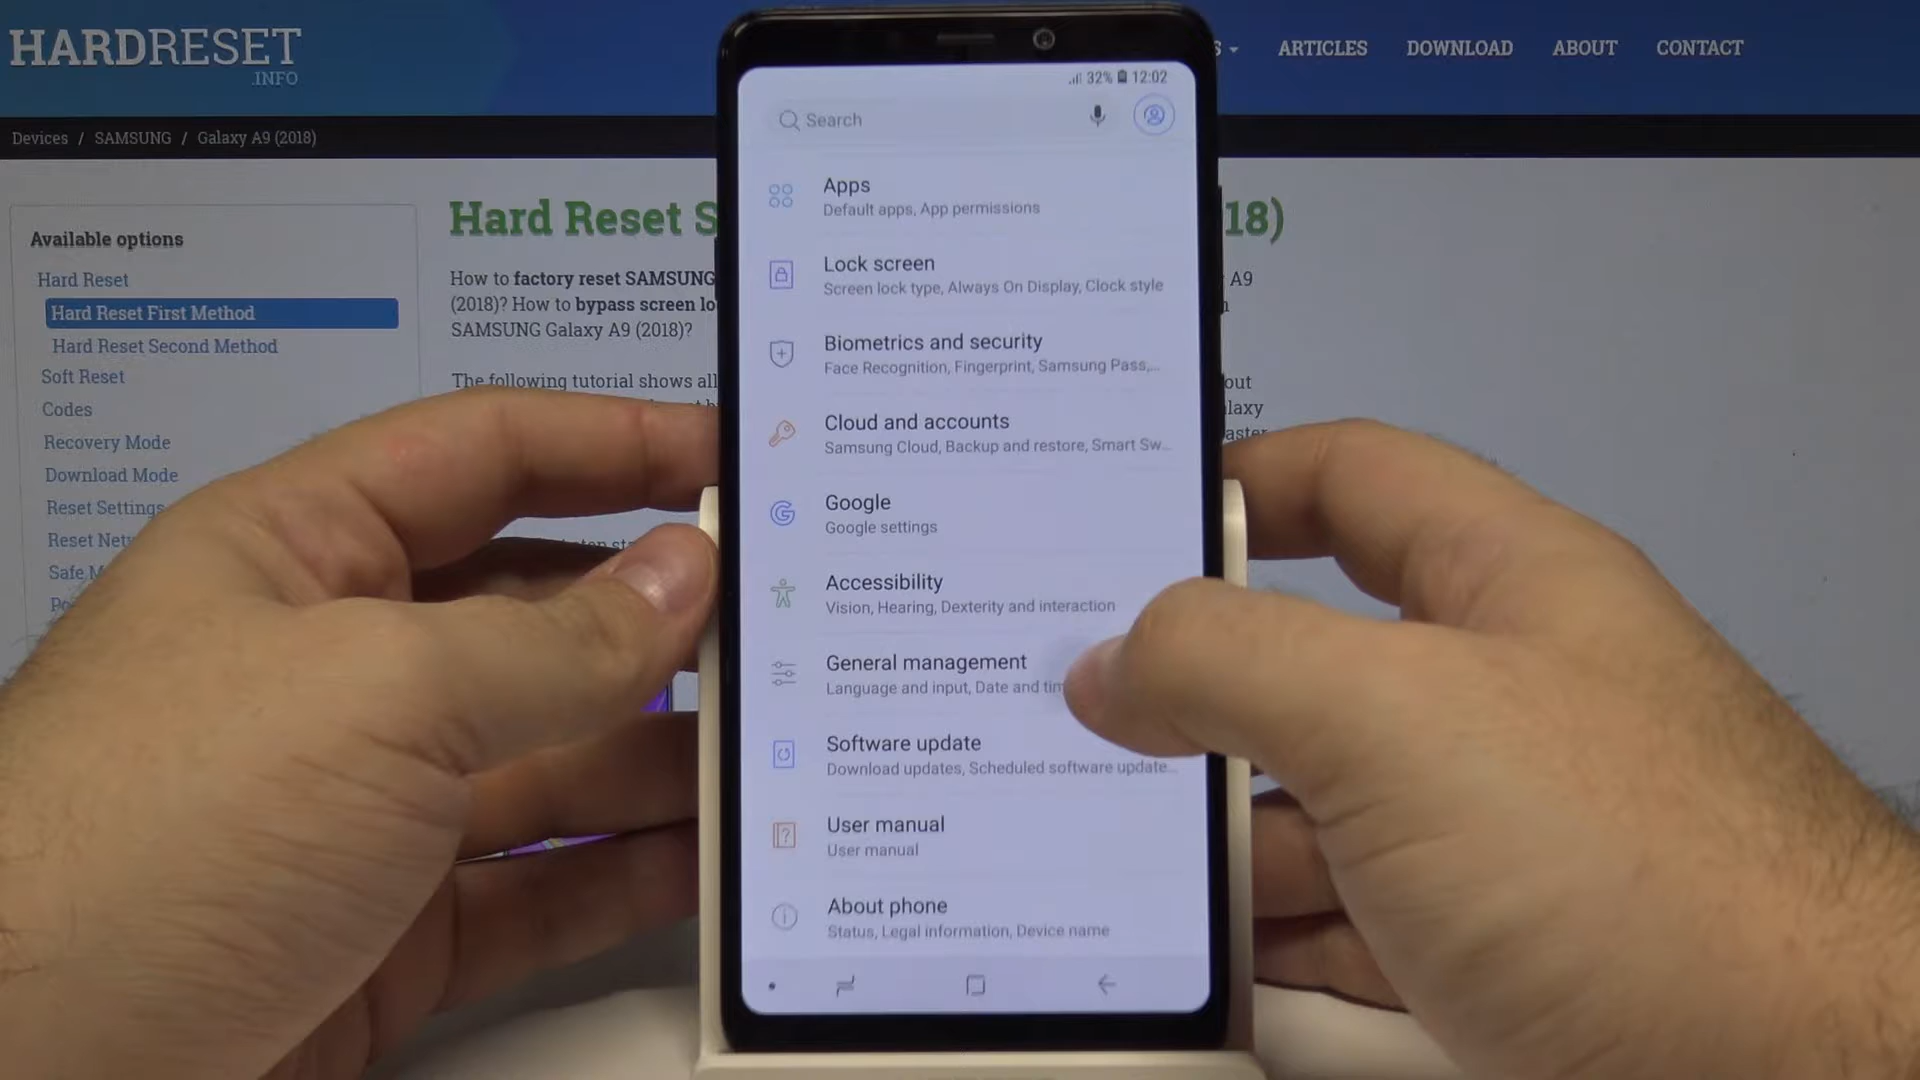 HARDRESET
.INFO
ARTICLES
DOWNLOAD
ABOUT
CONTACT
Devices / SAMSUNG / Galaxy A9 (2018)
Available options
Hard Reset
Hard Reset First Method
Hard Reset Second Method
Soft Reset
Codes
Recovery Mode
Download Mode
Reset Settings
Reset
Safe
Hard Reset S
18)
How to factory reset SAMSUNG
A9
(2018)? How to bypass screen lo
SAMSUNG Galaxy A9 (2018)?
The following tutorial shows all
out
laxy
aster
32% 12:02
Search
Apps
Default apps, App permissions
Lock screen
Screen lock type, Always On Display, Clock style
Biometrics and security
Face Recognition, Fingerprint, Samsung Pass,...
Cloud and accounts
Samsung Cloud, Backup and restore, Smart Sw...
Google
Google settings
Accessibility
Vision, Hearing, Dexterity and interaction
General management
Language and input, Date and tim
Software update
Download updates, Scheduled software update...
User manual
User manual
About phone
Status, Legal information, Device name